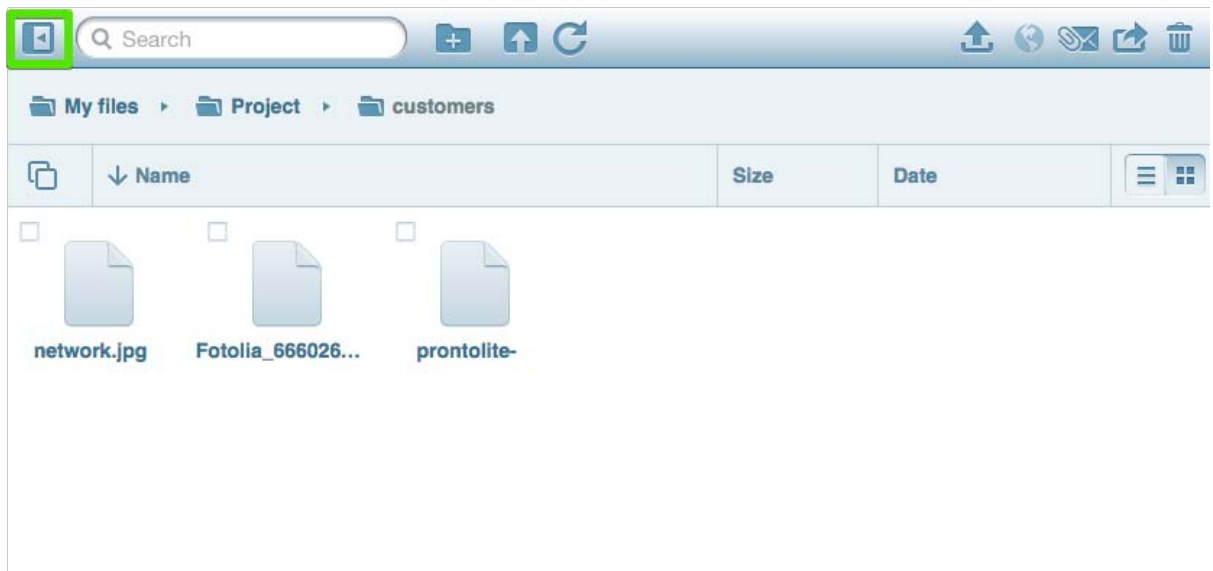 Search
My files Project customers
Name Size Date
network.jpg Fotolia_666026... prontolite-